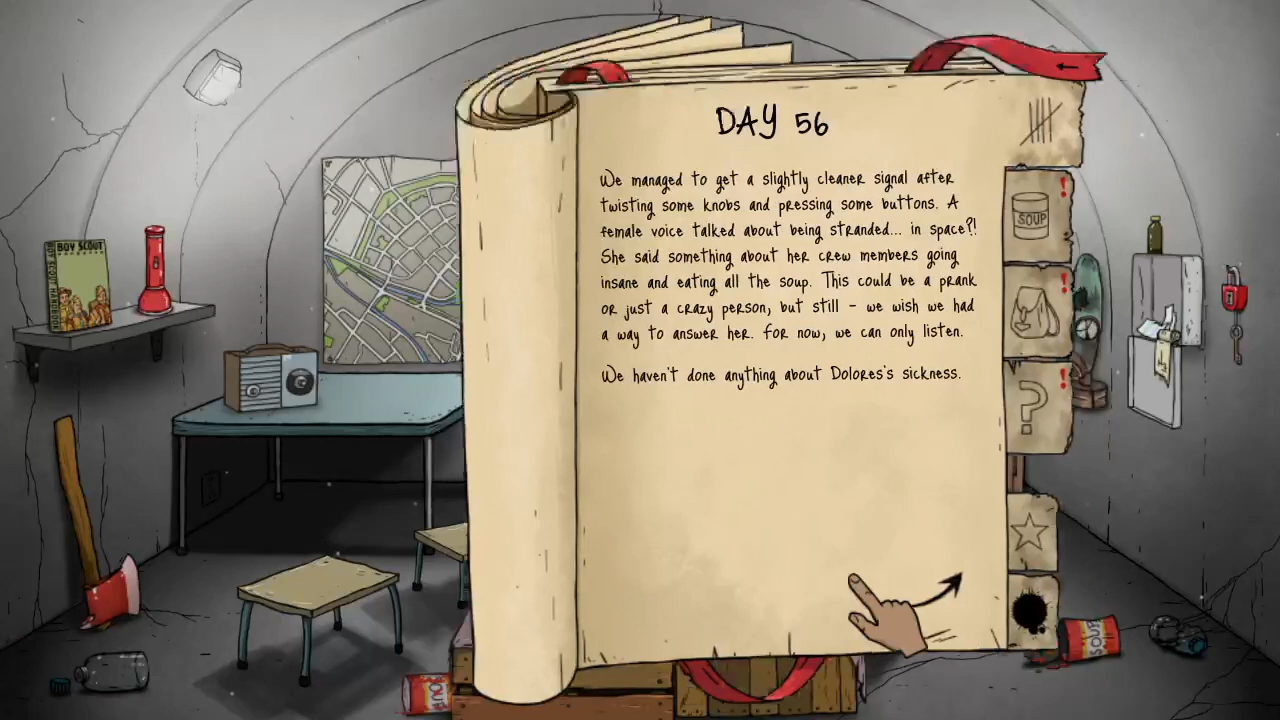 DAY 56
We managed to get a slightly cleaner signal after
twisting some knobs and pressing some buttons. A
female voice talked about being stranded... in space?!
She said something about her crew members going
insane and eating all the soup. This could be a prank
or just a crazy person, but still - we wish we had
a way to answer her. For now, we can only listen.
We haven't done anything about Dolores's sickness.
SOUP
!
!
?
!
BOY SCOUT
SOUP
SOUP